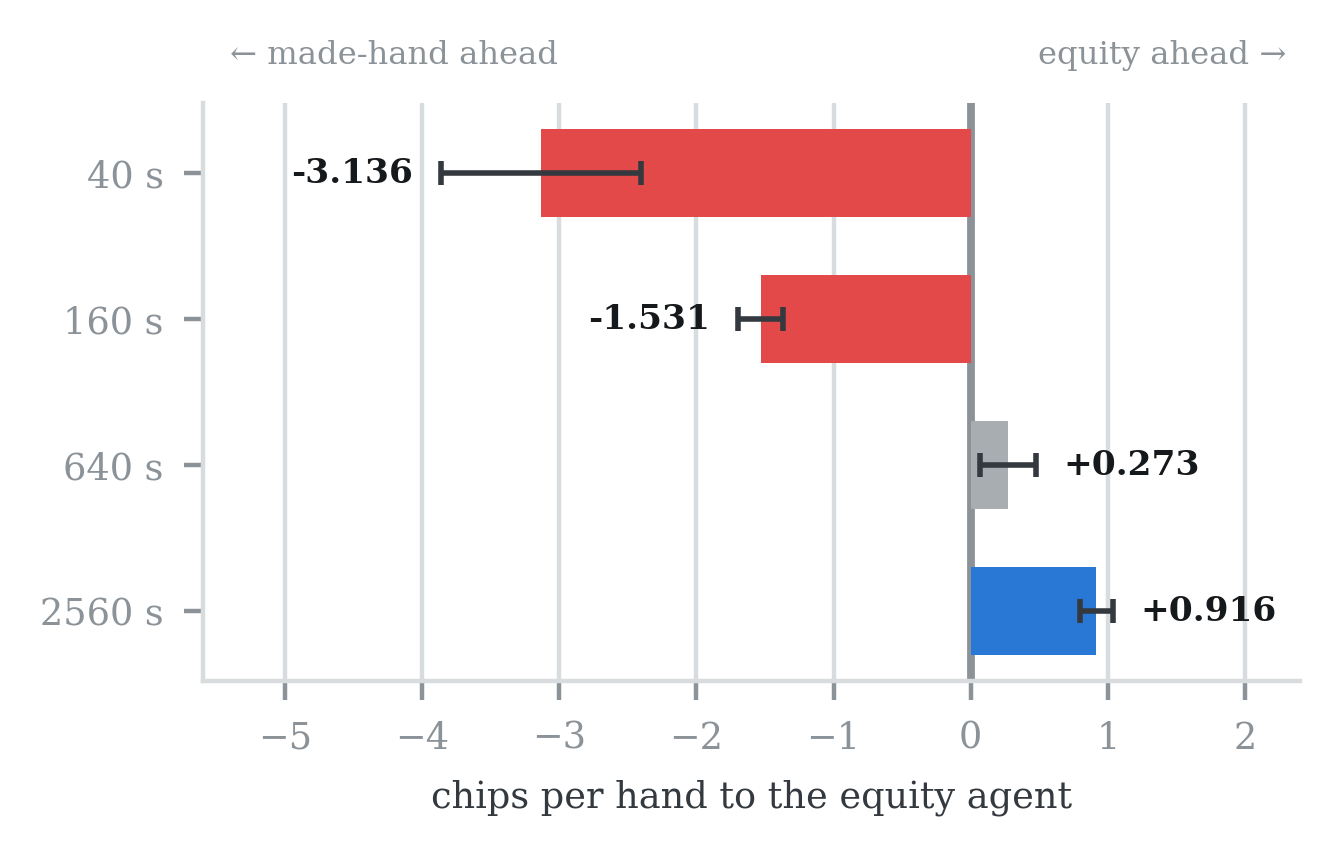 ← made-hand ahead
equity ahead →
40 s
-3.136
160 s
-1.531
640 s
+0.273
2560 s
+0.916
−5 −4 −3 −2 −1 0 1 2
chips per hand to the equity agent